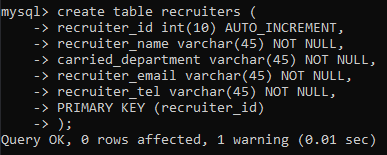 mysql> create table recruiters (
    -> recruiter_id int(10) AUTO_INCREMENT,
    -> recruiter_name varchar(45) NOT NULL,
    -> carried_department varchar(45) NOT NULL,
    -> recruiter_email varchar(45) NOT NULL,
    -> recruiter_tel varchar(45) NOT NULL,
    -> PRIMARY KEY (recruiter_id)
    -> );
Query OK, 0 rows affected, 1 warning (0.01 sec)